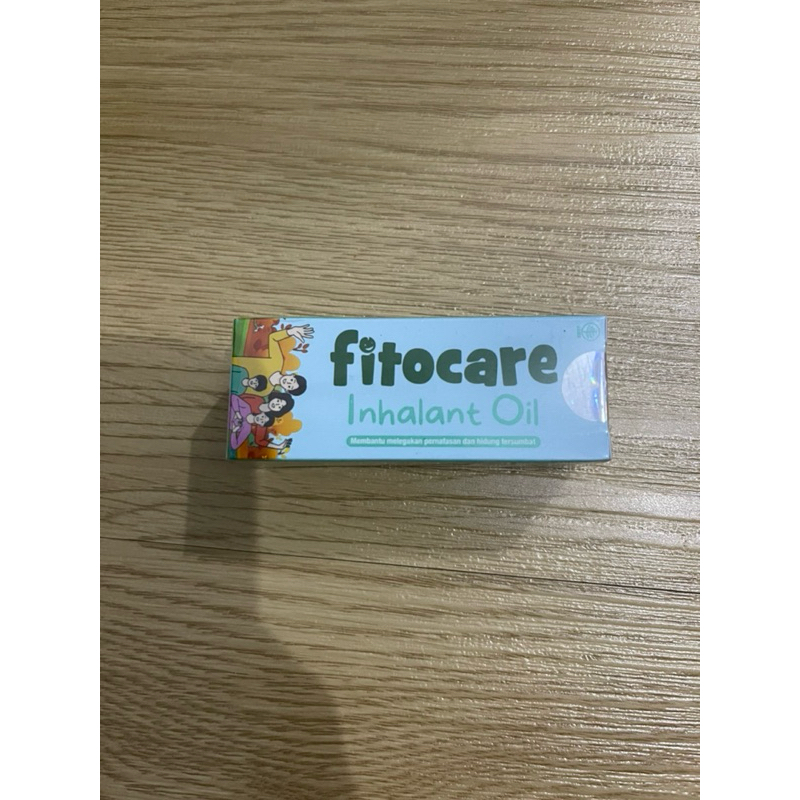 fitocare
Inhalant Oil
Membantu melegakan pernafasan dan hidung tersumbat